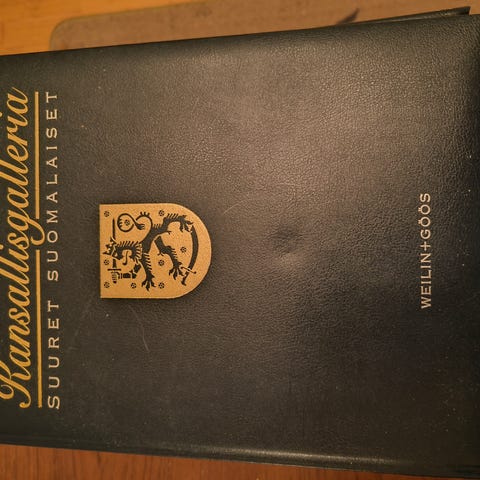 Kansallisgalleria
SUURET SUOMALAISET
WEILIN+GÖÖS